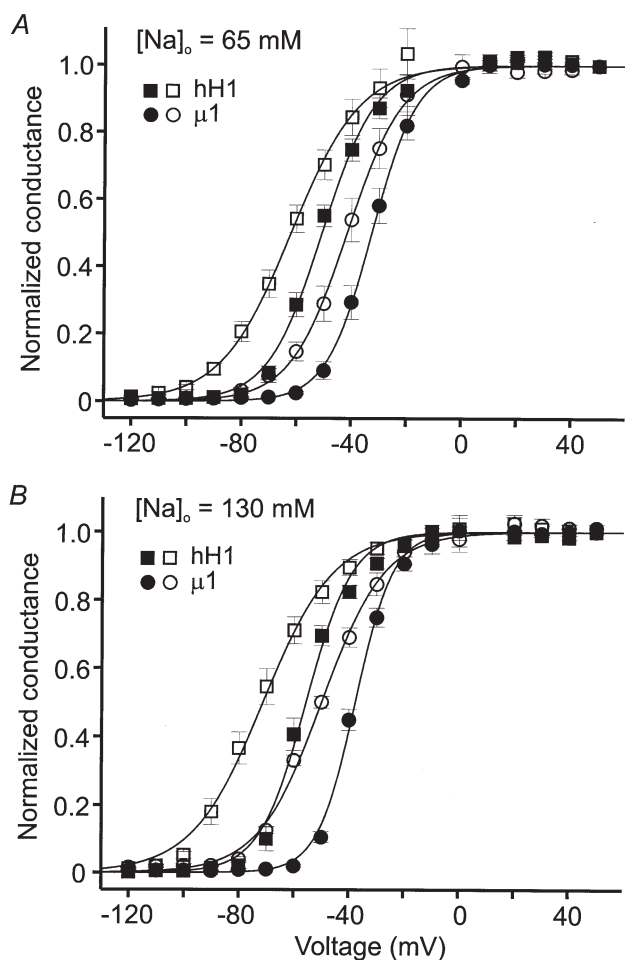 A
[Na]o = 65 mM
hH1
μ1
Normalized conductance
1.0
0.8
0.6
0.4
0.2
0
-120 -80 -40 0 40
B
[Na]o = 130 mM
hH1
μ1
Normalized conductance
1.0
0.8
0.6
0.4
0.2
0
-120 -80 -40 0 40
Voltage (mV)